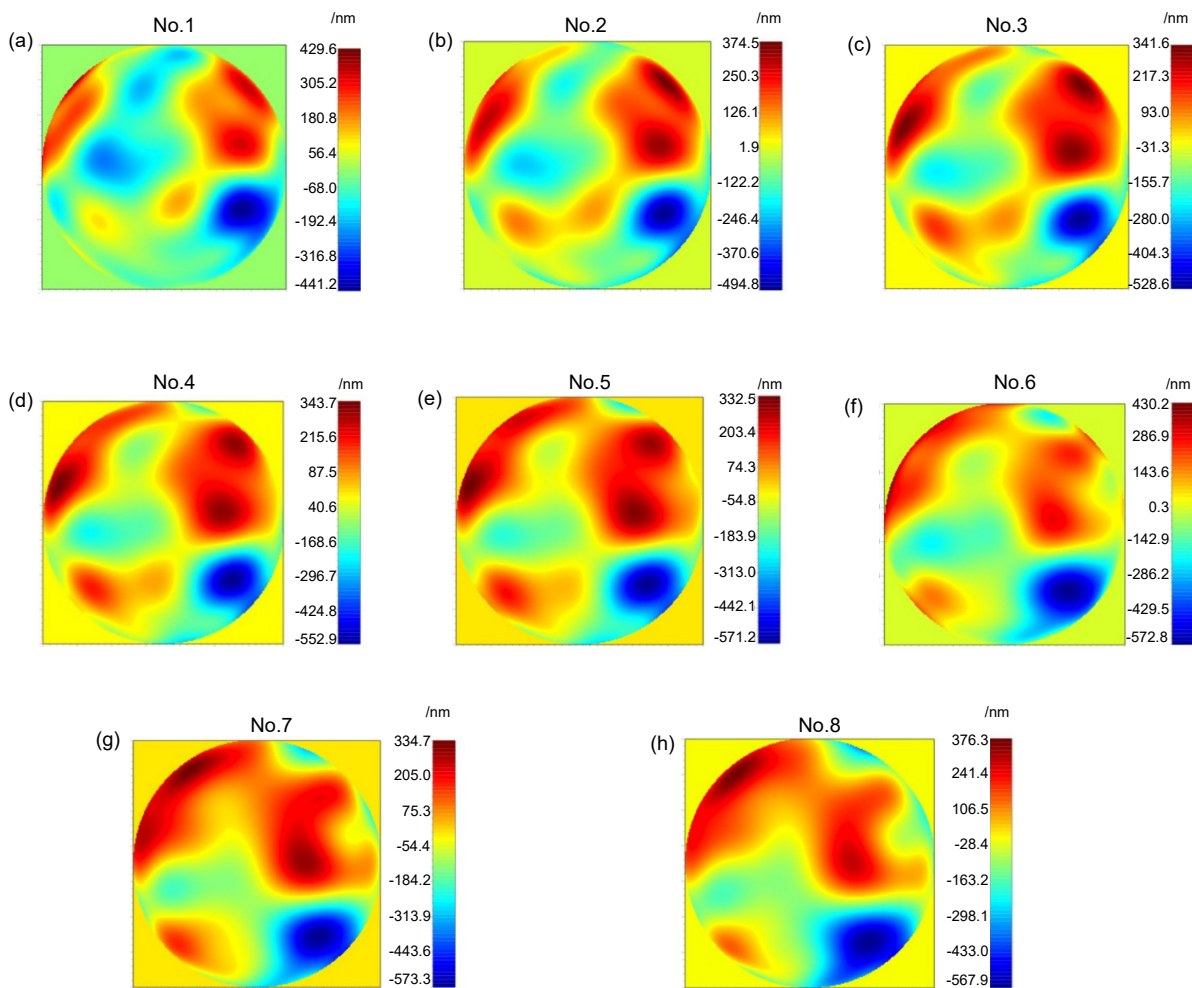 (a)
No.1
/nm
429.6
305.2
180.8
56.4
-68.0
-192.4
-316.8
-441.2
(b)
No.2
/nm
374.5
250.3
126.1
1.9
-122.2
-246.4
-370.6
-494.8
(c)
No.3
/nm
341.6
217.3
93.0
-31.3
-155.7
-280.0
-404.3
-528.6
(d)
No.4
/nm
343.7
215.6
87.5
40.6
-168.6
-296.7
-424.8
-552.9
(e)
No.5
/nm
332.5
203.4
74.3
-54.8
-183.9
-313.0
-442.1
-571.2
(f)
No.6
/nm
430.2
286.9
143.6
0.3
-142.9
-286.2
-429.5
-572.8
(g)
No.7
/nm
334.7
205.0
75.3
-54.4
-184.2
-313.9
-443.6
-573.3
(h)
No.8
/nm
376.3
241.4
106.5
-28.4
-163.2
-298.1
-433.0
-567.9